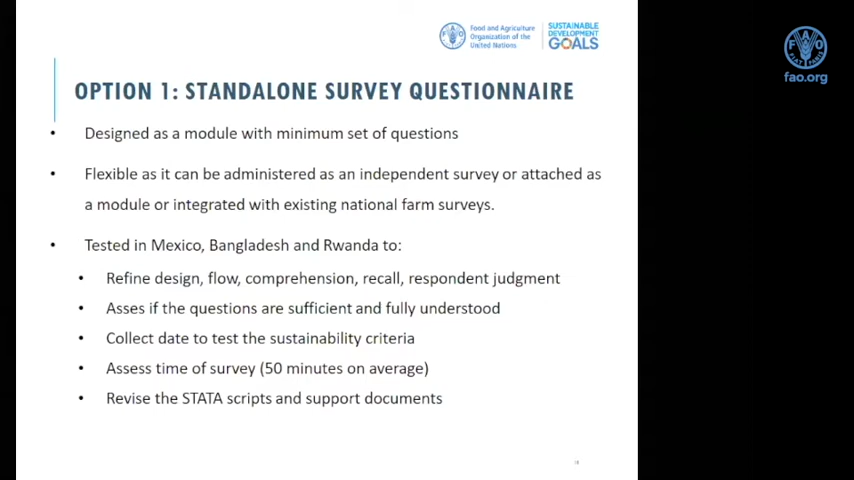 Food and Agriculture
Organization of the
United Nations
SUSTAINABLE
DEVELOPMENT
GOALS
FAO
FIAT PANIS
fao.org
OPTION 1: STANDALONE SURVEY QUESTIONNAIRE
• Designed as a module with minimum set of questions
• Flexible as it can be administered as an independent survey or attached as
a module or integrated with existing national farm surveys.
• Tested in Mexico, Bangladesh and Rwanda to:
• Refine design, flow, comprehension, recall, respondent judgment
• Asses if the questions are sufficient and fully understood
• Collect date to test the sustainability criteria
• Assess time of survey (50 minutes on average)
• Revise the STATA scripts and support documents